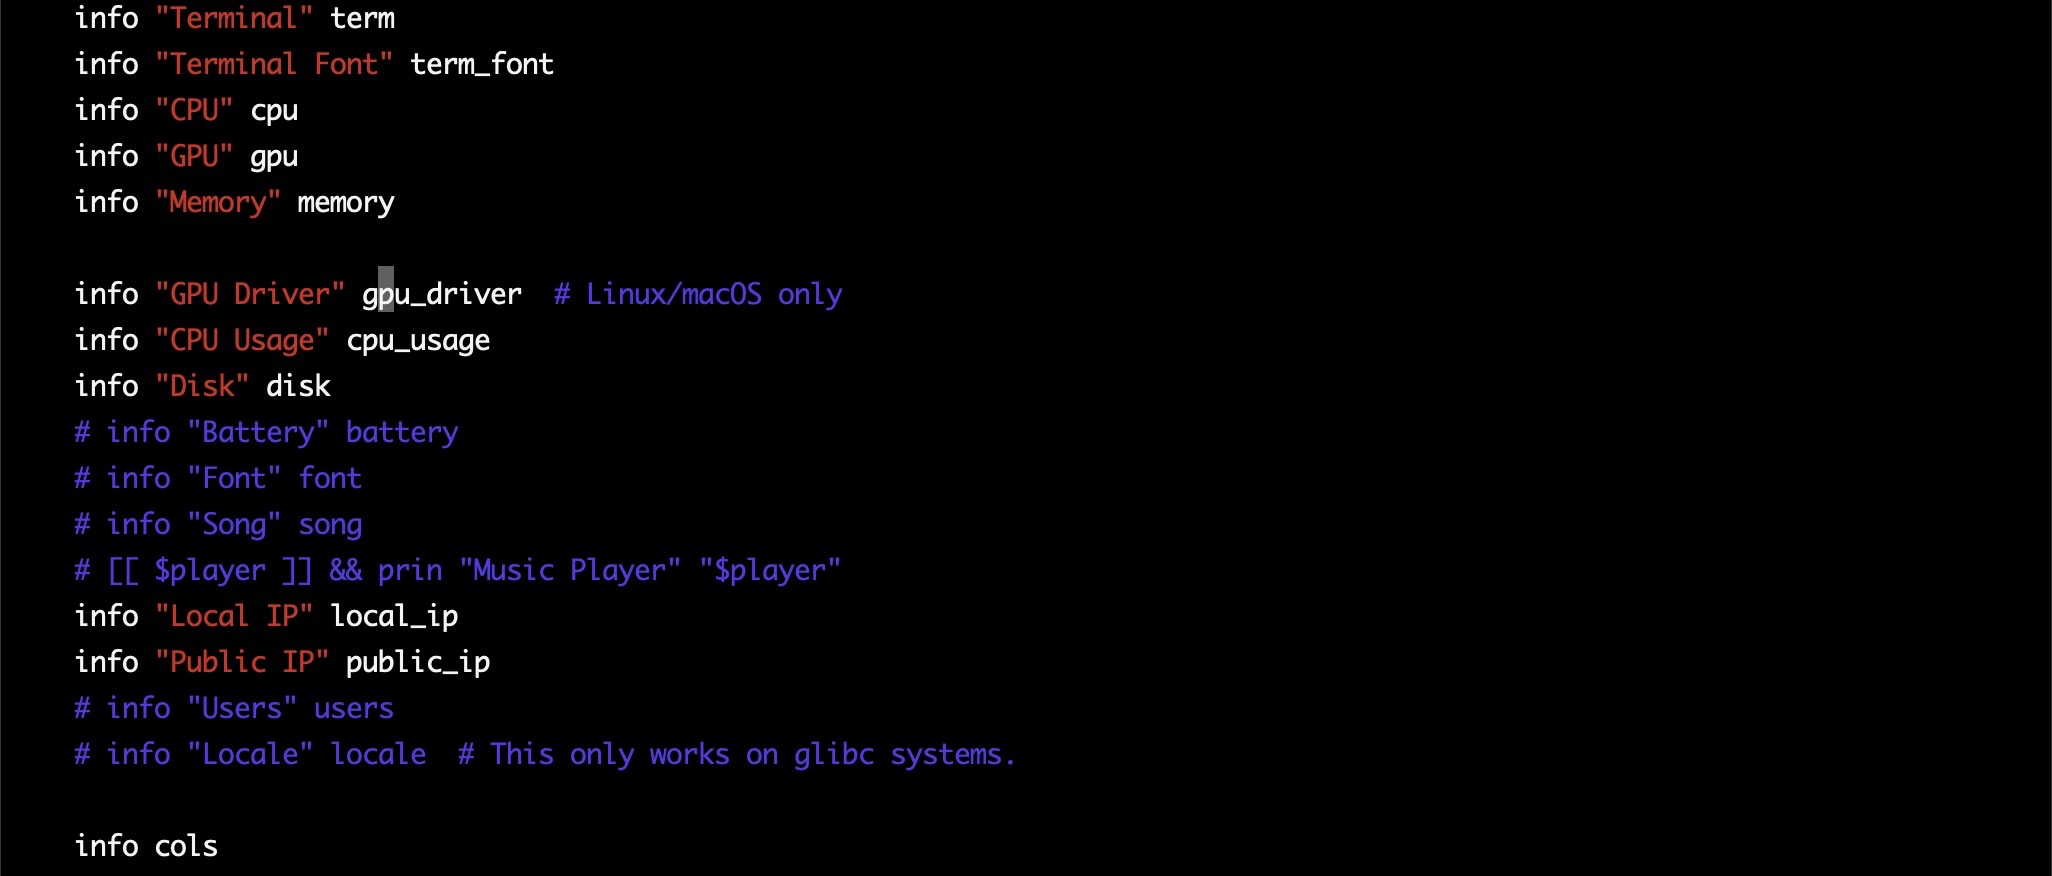 info "Terminal" term
info "Terminal Font" term_font
info "CPU" cpu
info "GPU" gpu
info "Memory" memory
info "GPU Driver" gpu_driver  # Linux/macOS only
info "CPU Usage" cpu_usage
info "Disk" disk
# info "Battery" battery
# info "Font" font
# info "Song" song
# [[ $player ]] && prin "Music Player" "$player"
info "Local IP" local_ip
info "Public IP" public_ip
# info "Users" users
# info "Locale" locale  # This only works on glibc systems.
info cols